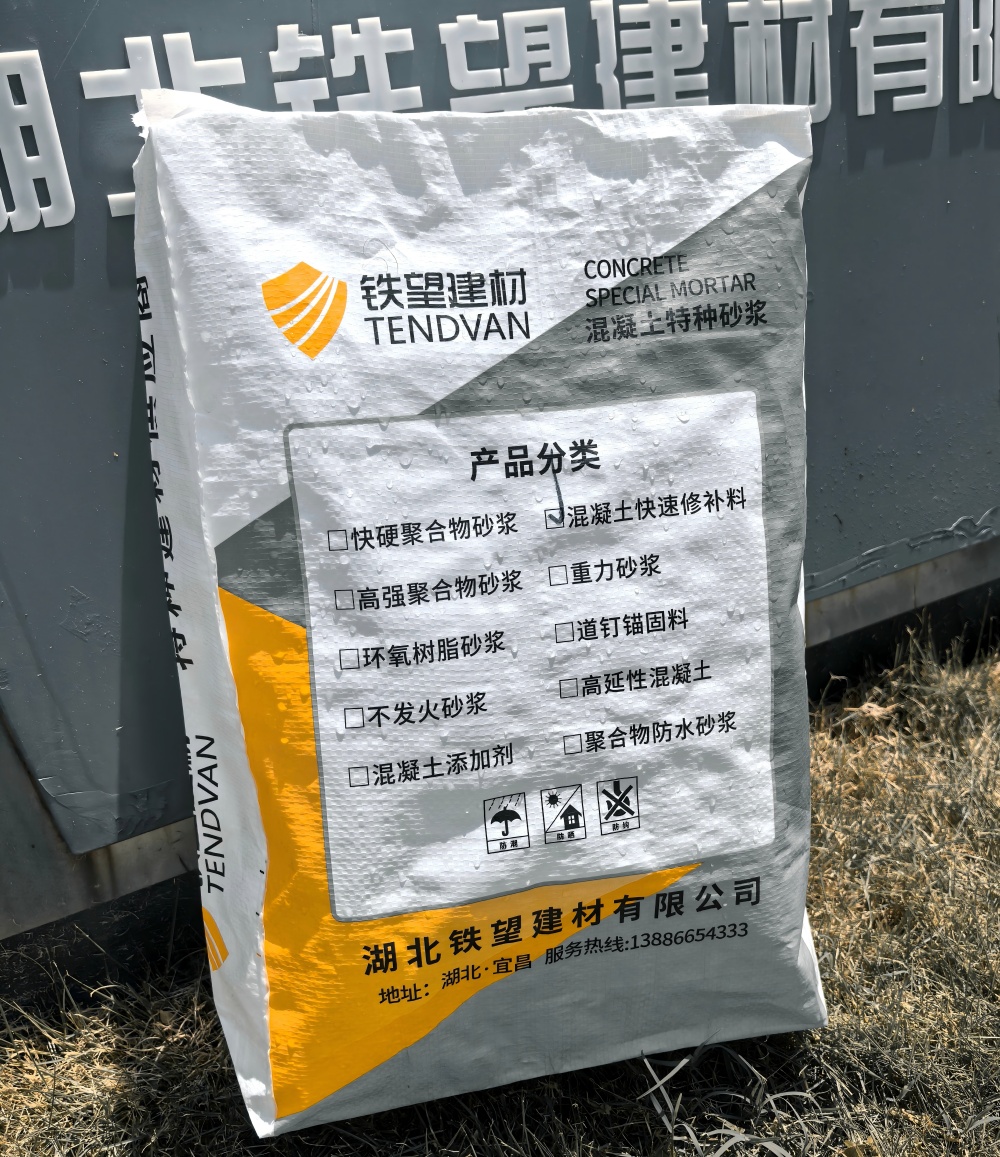 湖北铁望建材有限
铁望建材
TENDVAN
CONCRETE
SPECIAL MORTAR
混凝土特种砂浆
产品分类
□快硬聚合物砂浆
☑混凝土快速修补料
□高强聚合物砂浆
□重力砂浆
□环氧树脂砂浆
□道钉锚固料
□不发火砂浆
□高延性混凝土
□混凝土添加剂
□聚合物防水砂浆
防潮
防晒
防钩
湖北铁望建材有限公司
地址：湖北·宜昌 服务热线:13886654333
TENDVAN